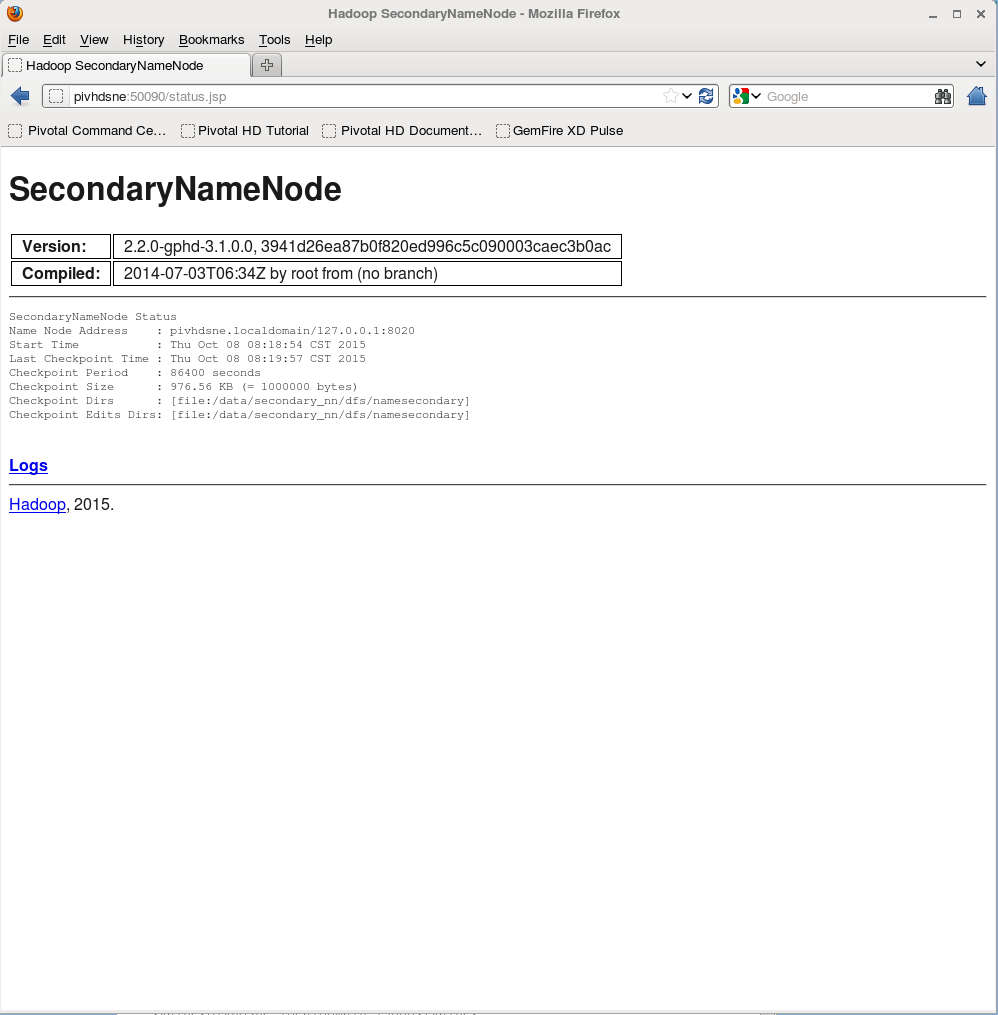 Hadoop SecondaryNameNode - Mozilla Firefox
File Edit View History Bookmarks Tools Help
Hadoop SecondaryNameNode
pivhdsne:50090/status.jsp Google
Pivotal Command Ce... Pivotal HD Tutorial Pivotal HD Document... GemFire XD Pulse
SecondaryNameNode
Version: 2.2.0-gphd-3.1.0.0, 3941d26ea87b0f820ed996c5c090003caec3b0ac
Compiled: 2014-07-03T06:34Z by root from (no branch)
SecondaryNameNode Status
Name Node Address    : pivhdsne.localdomain/127.0.0.1:8020
Start Time           : Thu Oct 08 08:18:54 CST 2015
Last Checkpoint Time : Thu Oct 08 08:19:57 CST 2015
Checkpoint Period    : 86400 seconds
Checkpoint Size      : 976.56 KB (= 1000000 bytes)
Checkpoint Dirs      : [file:/data/secondary_nn/dfs/namesecondary]
Checkpoint Edits Dirs: [file:/data/secondary_nn/dfs/namesecondary]
Logs
Hadoop, 2015.